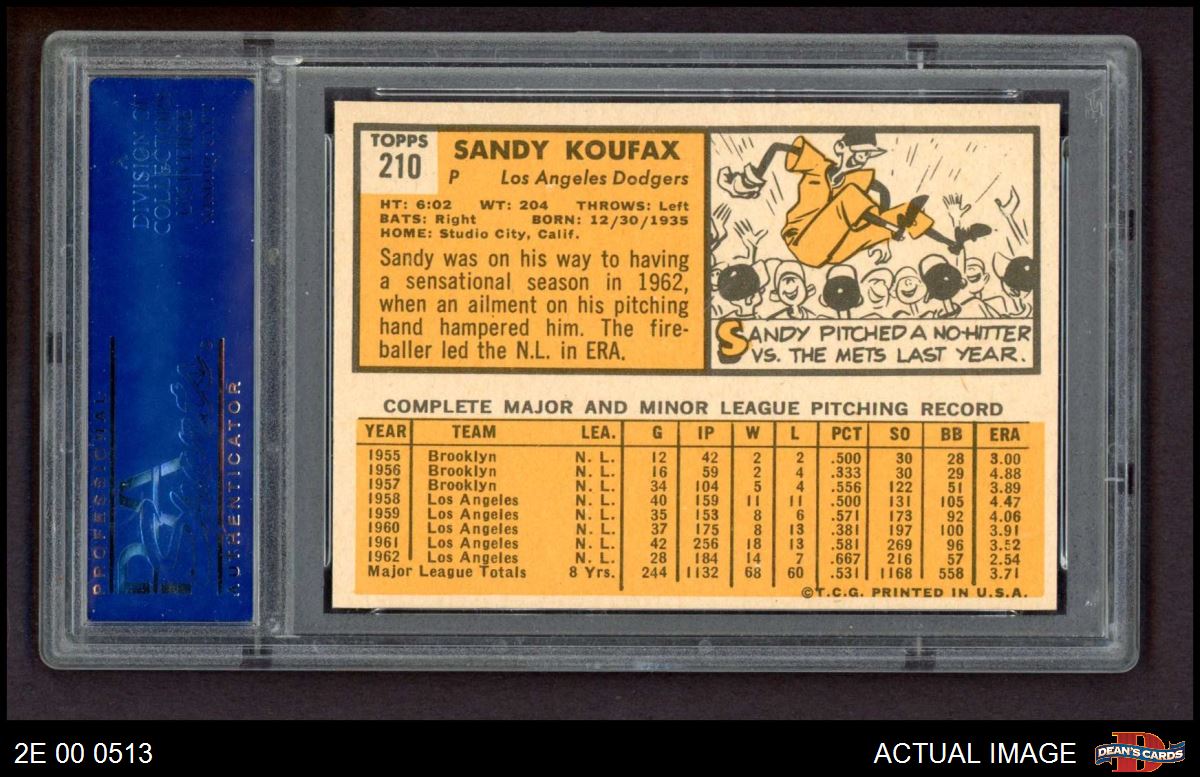 TOPPS
210
SANDY KOUFAX
P Los Angeles Dodgers
HT: 6:02 WT: 204 THROWS: Left
BATS: Right BORN: 12/30/1935
HOME: Studio City, Calif.
Sandy was on his way to having
a sensational season in 1962,
when an ailment on his pitching
hand hampered him. The fire-
baller led the N.L. in ERA.
SANDY PITCHED A NO-HITTER
VS. THE METS LAST YEAR.
COMPLETE MAJOR AND MINOR LEAGUE PITCHING RECORD
YEAR TEAM LEA. G IP W L PCT SO BB ERA
1955 Brooklyn N. L. 12 42 2 2 .500 30 28 3.00
1956 Brooklyn N. L. 16 59 2 4 .333 30 29 4.88
1957 Brooklyn N. L. 34 104 5 4 .556 122 51 3.89
1958 Los Angeles N. L. 40 159 11 11 .500 131 105 4.47
1959 Los Angeles N. L. 35 153 8 6 .571 173 92 4.06
1960 Los Angeles N. L. 37 175 8 13 .381 197 100 3.91
1961 Los Angeles N. L. 42 256 18 13 .581 269 96 3.52
1962 Los Angeles N. L. 28 184 14 7 .667 216 57 2.54
Major League Totals 8 Yrs. 244 1132 68 60 .531 1168 558 3.71
©T.C.G. PRINTED IN U.S.A.
DIVISION OF
COLLECTORS
UNIVERSE
PSA
PROFESSIONAL
AUTHENTICATOR
2E 00 0513
ACTUAL IMAGE
DEAN'S CARDS